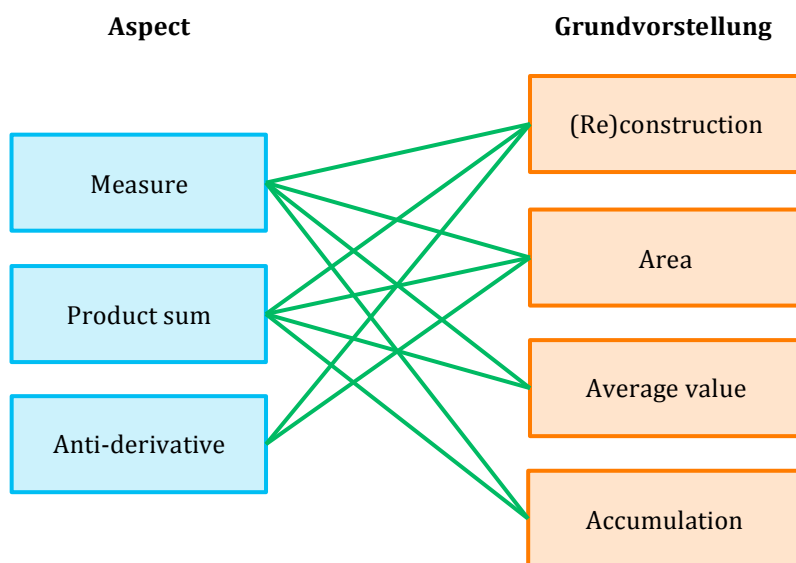 Aspect
Grundvorstellung
(Re)construction
Measure
Area
Product sum
Average value
Anti-derivative
Accumulation